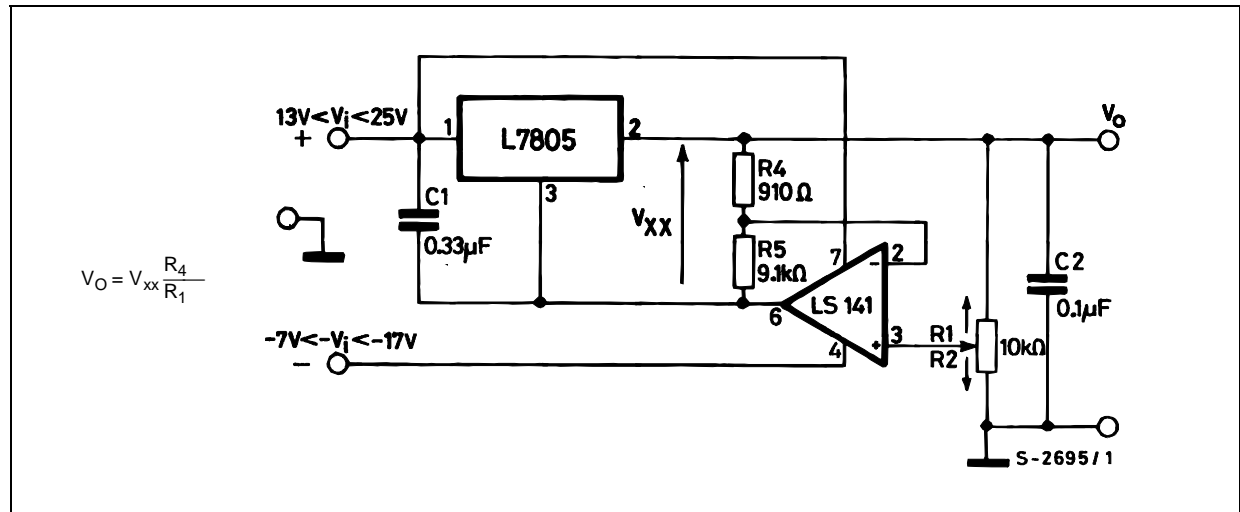 13V<Vi<25V
+
1
L7805
2
Vo
3
C1
0.33µF
VXX
R4
910Ω
R5
9.1kΩ
7
2
-
LS 141
6
3
+
4
R1
R2
10kΩ
C2
0.1µF
VO = Vxx R4
R1
-7V<-Vi<-17V
−
S-2695/1